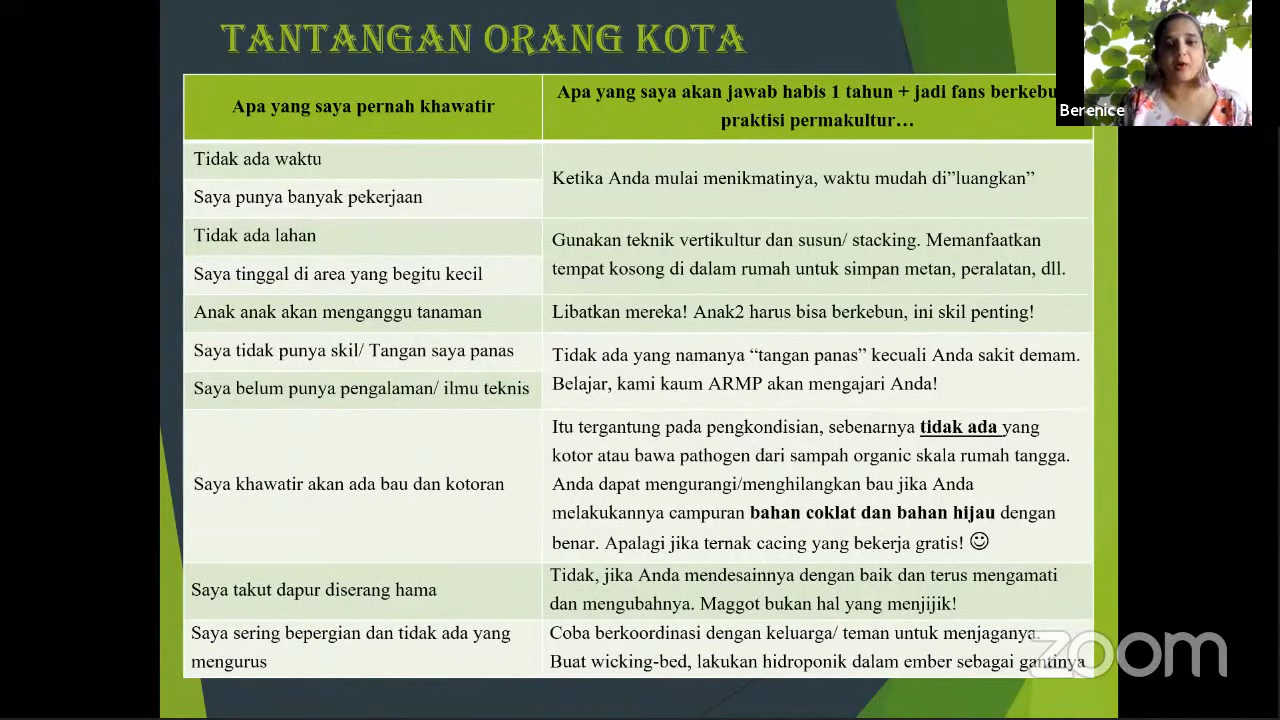 TANTANGAN ORANG KOTA
Apa yang saya pernah khawatir
Apa yang saya akan jawab habis 1 tahun + jadi fans
praktisi permakultur…
Tidak ada waktu
Saya punya banyak pekerjaan
Ketika Anda mulai menikmatinya, waktu mudah di”luangkan”
Tidak ada lahan
Saya tinggal di area yang begitu kecil
Gunakan teknik vertikultur dan susun/ stacking. Memanfaatkan
tempat kosong di dalam rumah untuk simpan metan, peralatan, dll.
Anak anak akan menganggu tanaman
Libatkan mereka! Anak2 harus bisa berkebun, ini skil penting!
Saya tidak punya skil/ Tangan saya panas
Saya belum punya pengalaman/ ilmu teknis
Tidak ada yang namanya “tangan panas” kecuali Anda sakit demam.
Belajar, kami kaum ARMP akan mengajari Anda!
Saya khawatir akan ada bau dan kotoran
Itu tergantung pada pengkondisian, sebenarnya tidak ada yang
kotor atau bawa pathogen dari sampah organic skala rumah tangga.
Anda dapat mengurangi/menghilangkan bau jika Anda
melakukannya campuran bahan coklat dan bahan hijau dengan
benar. Apalagi jika ternak cacing yang bekerja gratis! ☺
Saya takut dapur diserang hama
Tidak, jika Anda mendesainnya dengan baik dan terus mengamati
dan mengubahnya. Maggot bukan hal yang menjijik!
Saya sering bepergian dan tidak ada yang
mengurus
Coba berkoordinasi dengan keluarga/ teman untuk menjaganya.
Buat wicking-bed, lakukan hidroponik dalam ember sebagai gantinya
Berenice
zoom